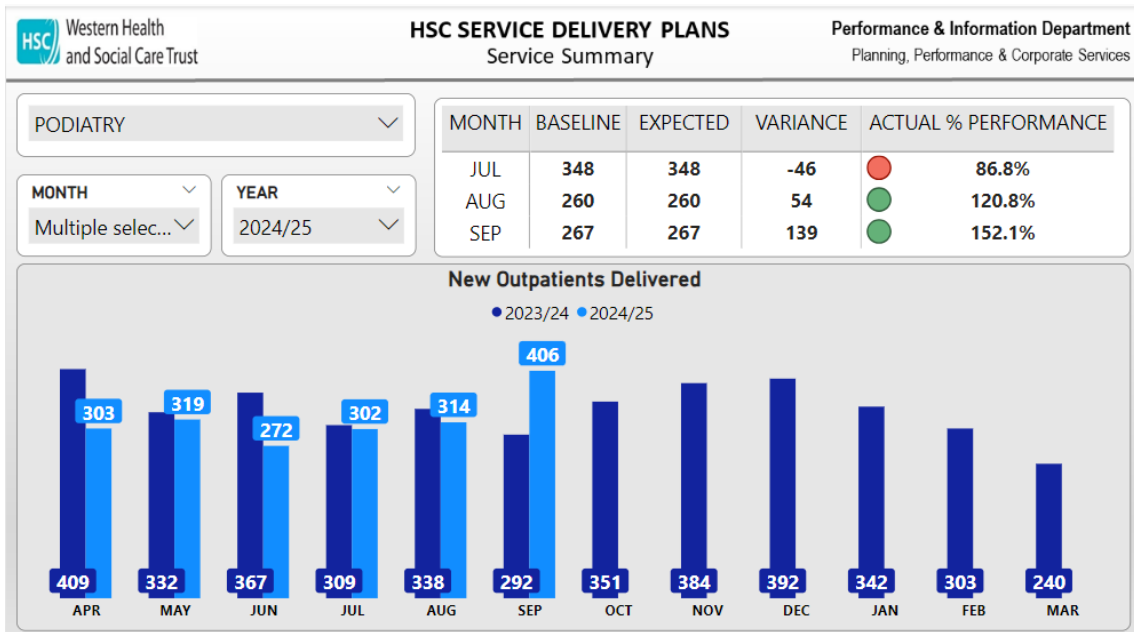 HSC
Western Health
and Social Care Trust
HSC SERVICE DELIVERY PLANS
Service Summary
Performance & Information Department
Planning, Performance & Corporate Services
PODIATRY
MONTH
Multiple selec...
YEAR
2024/25
MONTH BASELINE EXPECTED VARIANCE ACTUAL % PERFORMANCE
JUL 348 348 -46 86.8%
AUG 260 260 54 120.8%
SEP 267 267 139 152.1%
New Outpatients Delivered
2023/24 2024/25
303 319 272 302 314 406
409 332 367 309 338 292 351 384 392 342 303 240
APR MAY JUN JUL AUG SEP OCT NOV DEC JAN FEB MAR